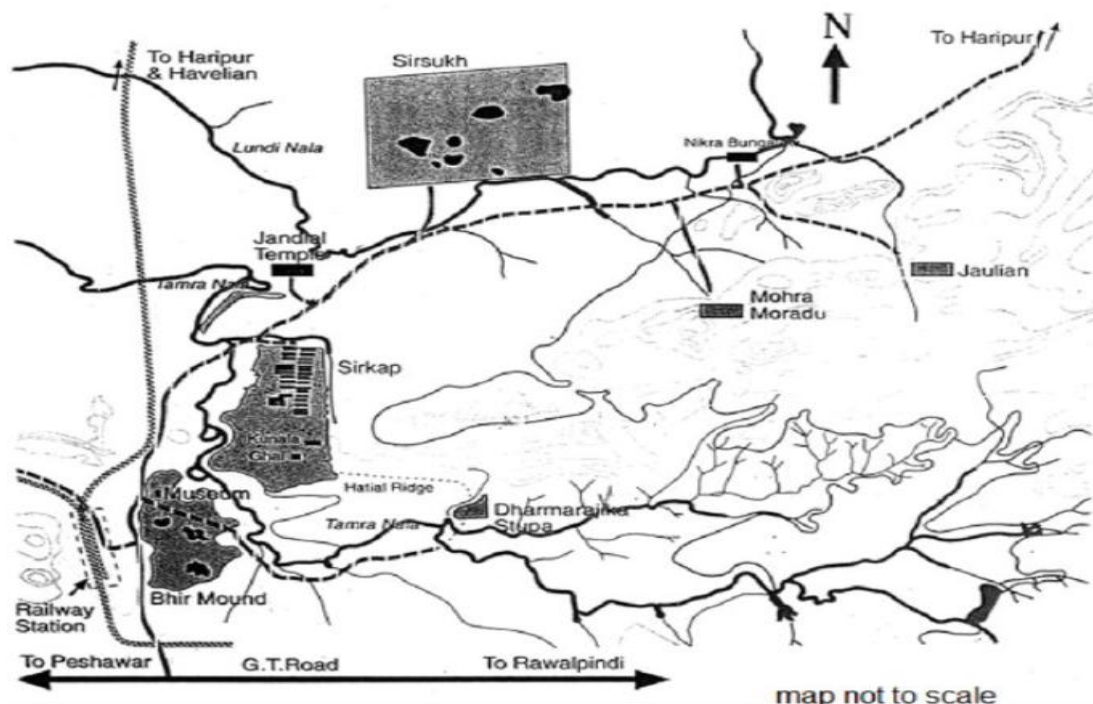 N
To Haripur
To Haripur
& Havelian
Sirsukh
Lundi Nala
Nikra Bungalow
Jandial
Temple
Tamra Nala
Jaulian
Mohra
Moradu
Sirkap
Kunala
Ghai
Hatial Ridge
Museum
Tamra Nala
Dharmarajika
Stupa
Bhir Mound
Railway
Station
To Peshawar G.T.Road To Rawalpindi
map not to scale